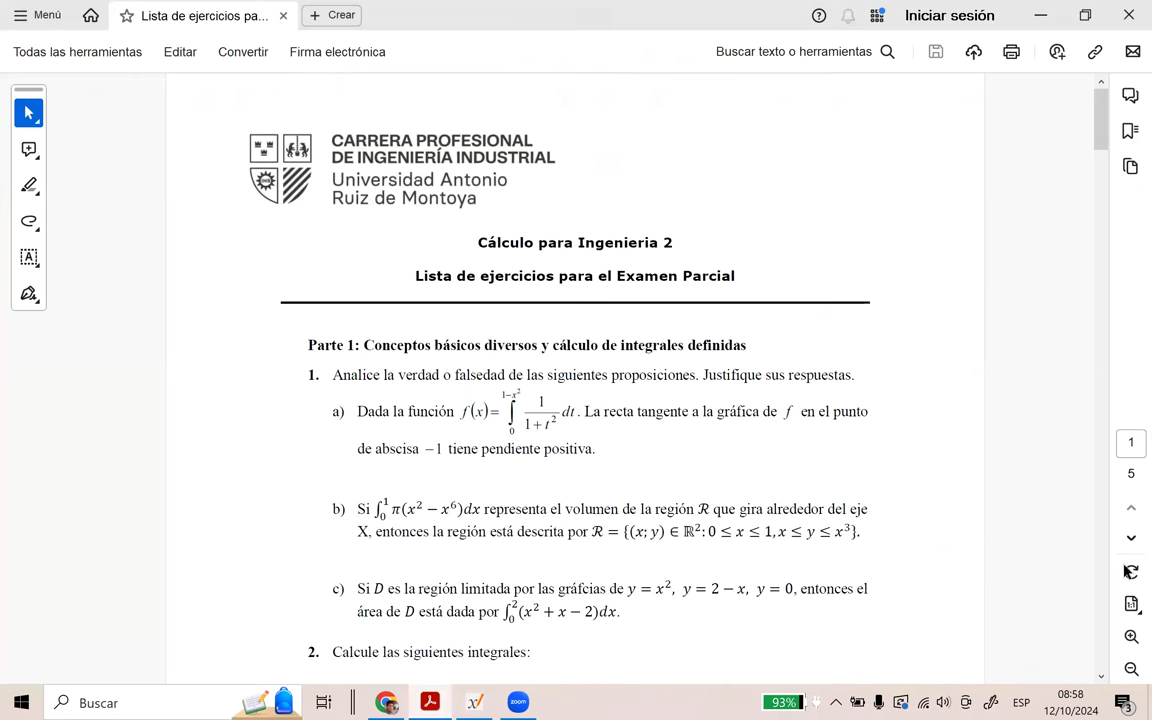 Menú
Lista de ejercicios pa...
Crear
Iniciar sesión
Todas las herramientas
Editar
Convertir
Firma electrónica
Buscar texto o herramientas
CARRERA PROFESIONAL
DE INGENIERÍA INDUSTRIAL
Universidad Antonio
Ruiz de Montoya
Cálculo para Ingenieria 2
Lista de ejercicios para el Examen Parcial
Parte 1: Conceptos básicos diversos y cálculo de integrales definidas
1. Analice la verdad o falsedad de las siguientes proposiciones. Justifique sus respuestas.
a) Dada la función f(x)= ∫₀^(1−x²) 1/(1+t²) dt. La recta tangente a la gráfica de f en el punto
de abscisa −1 tiene pendiente positiva.
b) Si ∫₀¹ π(x² − x⁶)dx representa el volumen de la región ℛ que gira alrededor del eje
X, entonces la región está descrita por ℛ = {(x; y) ∈ ℝ²: 0 ≤ x ≤ 1, x ≤ y ≤ x³}.
c) Si D es la región limitada por las gráfcias de y = x², y = 2 − x, y = 0, entonces el
área de D está dada por ∫₀²(x² + x − 2)dx.
2. Calcule las siguientes integrales:
1
5
1:1
Buscar
zoom
93%
ESP
08:58
12/10/2024
3